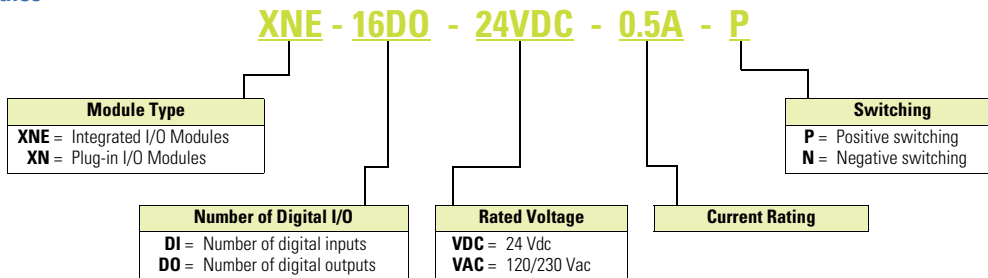 XNE - 16DO - 24VDC - 0.5A - P
Module Type
XNE = Integrated I/O Modules
XN = Plug-in I/O Modules
Switching
P = Positive switching
N = Negative switching
Number of Digital I/O
DI = Number of digital inputs
DO = Number of digital outputs
Rated Voltage
VDC = 24 Vdc
VAC = 120/230 Vac
Current Rating